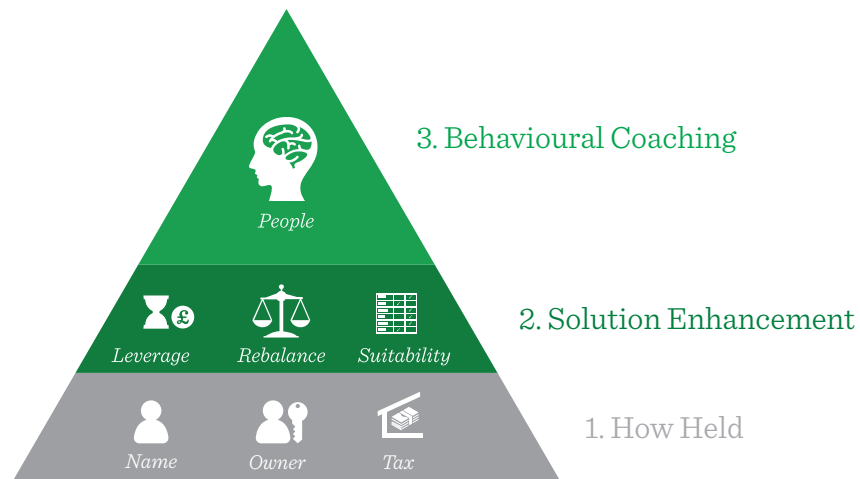 3. Behavioural Coaching
People
£
2. Solution Enhancement
Leverage Rebalance Suitability
1. How Held
Name Owner Tax